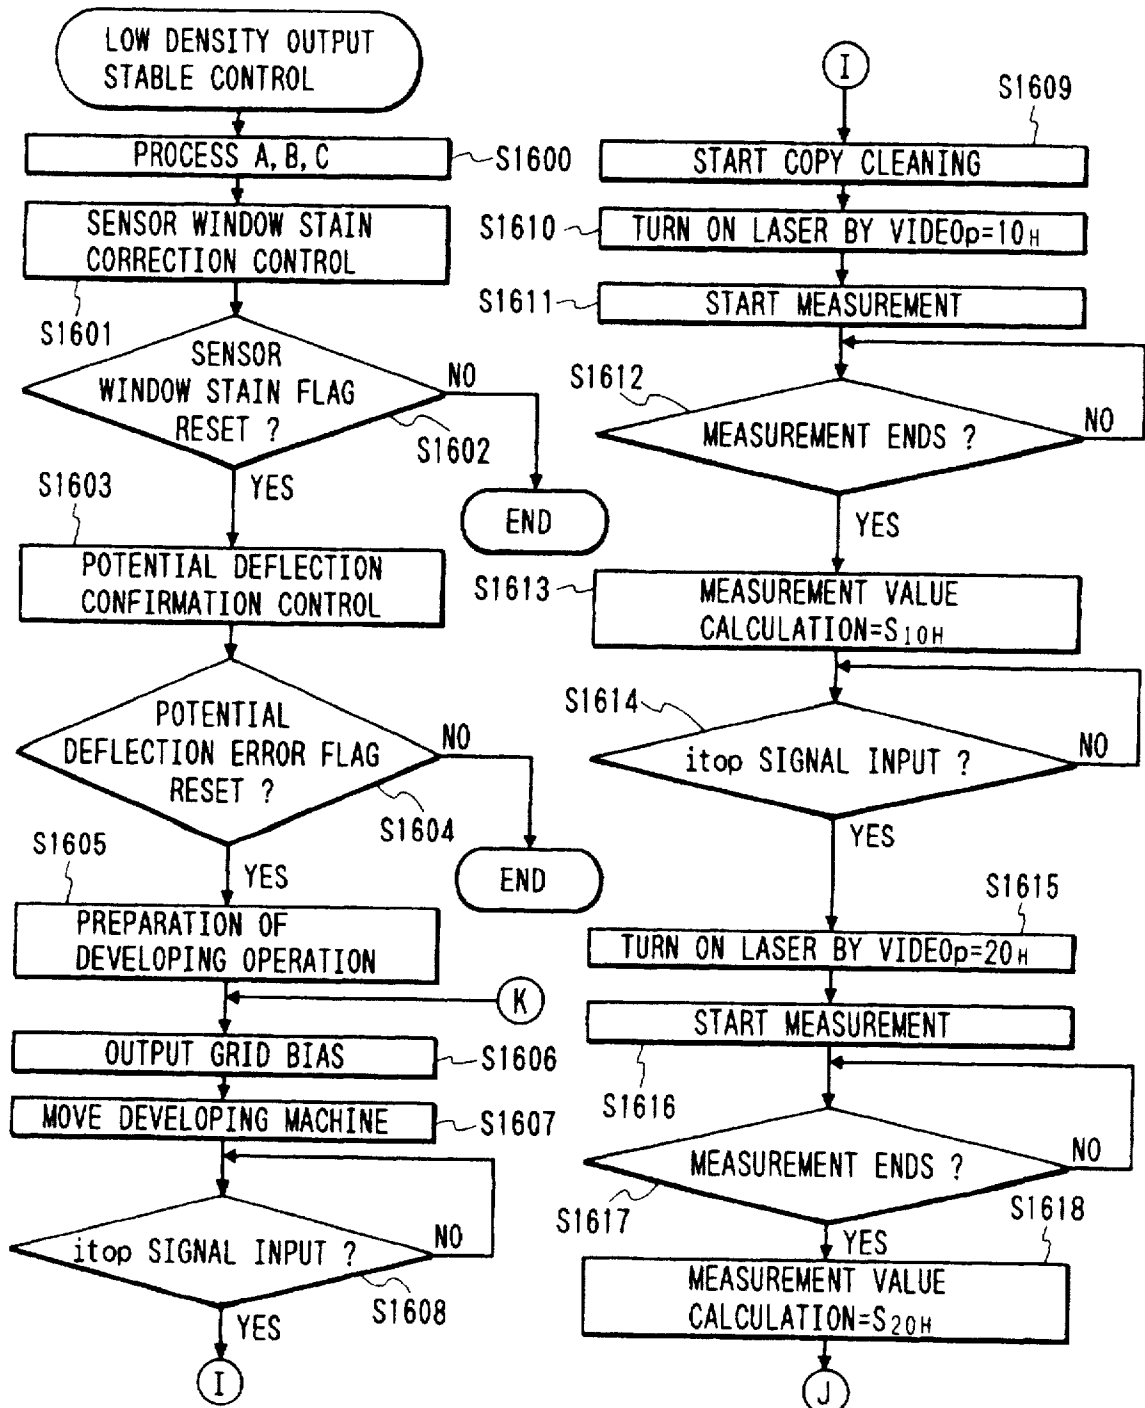 LOW DENSITY OUTPUT
STABLE CONTROL
PROCESS A, B, C
S1600
SENSOR WINDOW STAIN
CORRECTION CONTROL
S1601
SENSOR
WINDOW STAIN FLAG
RESET ?
NO
S1602
END
YES
S1603
POTENTIAL DEFLECTION
CONFIRMATION CONTROL
POTENTIAL
DEFLECTION ERROR FLAG
RESET ?
NO
S1604
END
YES
S1605
PREPARATION OF
DEVELOPING OPERATION
K
OUTPUT GRID BIAS
S1606
MOVE DEVELOPING MACHINE
S1607
itop SIGNAL INPUT ?
NO
S1608
YES
I
I
S1609
START COPY CLEANING
S1610
TURN ON LASER BY VIDEOp=10H
S1611
START MEASUREMENT
S1612
MEASUREMENT ENDS ?
NO
YES
S1613
MEASUREMENT VALUE
CALCULATION=S10H
S1614
itop SIGNAL INPUT ?
NO
YES
S1615
TURN ON LASER BY VIDEOp=20H
START MEASUREMENT
S1616
MEASUREMENT ENDS ?
NO
S1617
YES
S1618
MEASUREMENT VALUE
CALCULATION=S20H
J